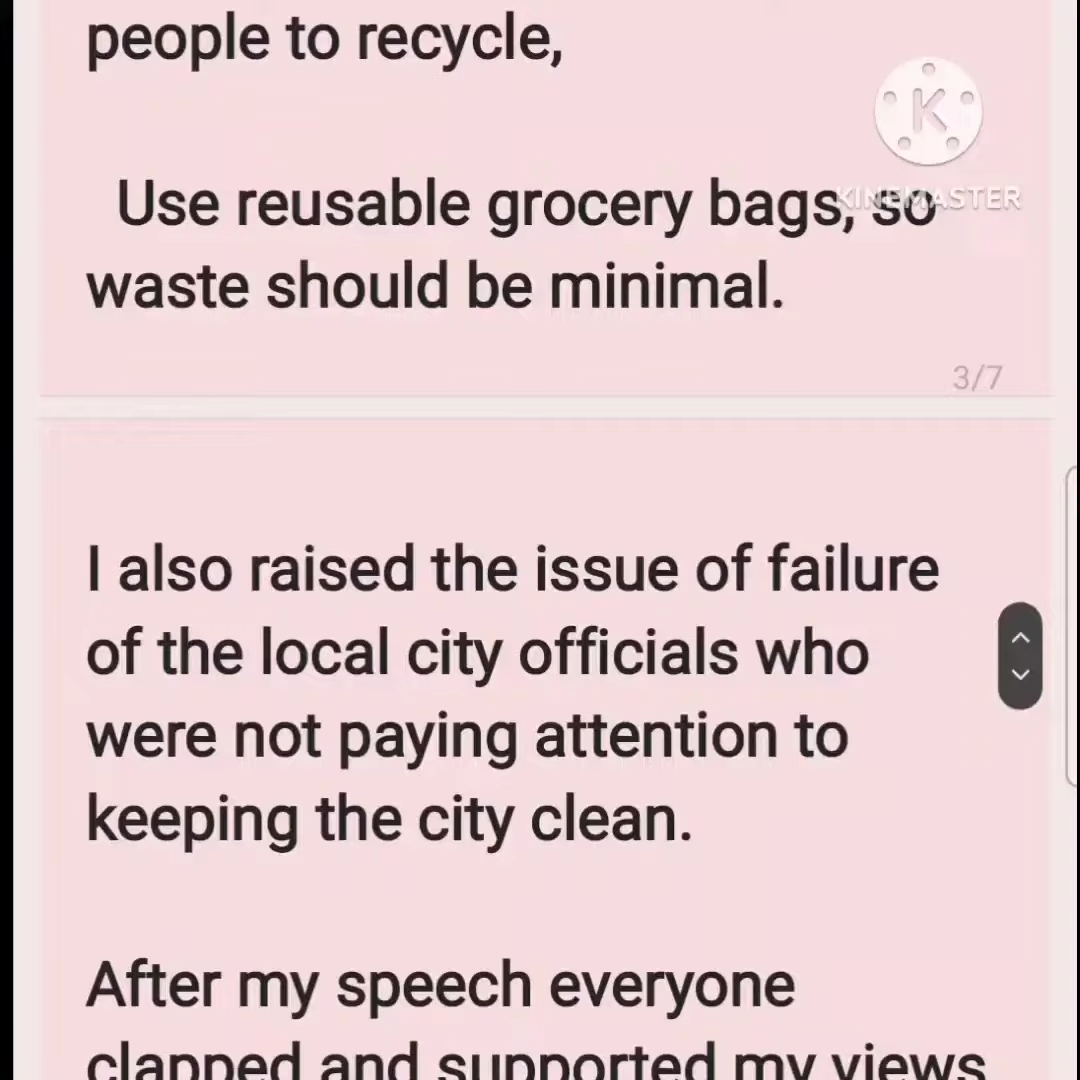 people to recycle,
K
KINEMASTER
Use reusable grocery bags, so
waste should be minimal.
3/7
I also raised the issue of failure
of the local city officials who
were not paying attention to
keeping the city clean.
After my speech everyone
clapped and supported my views